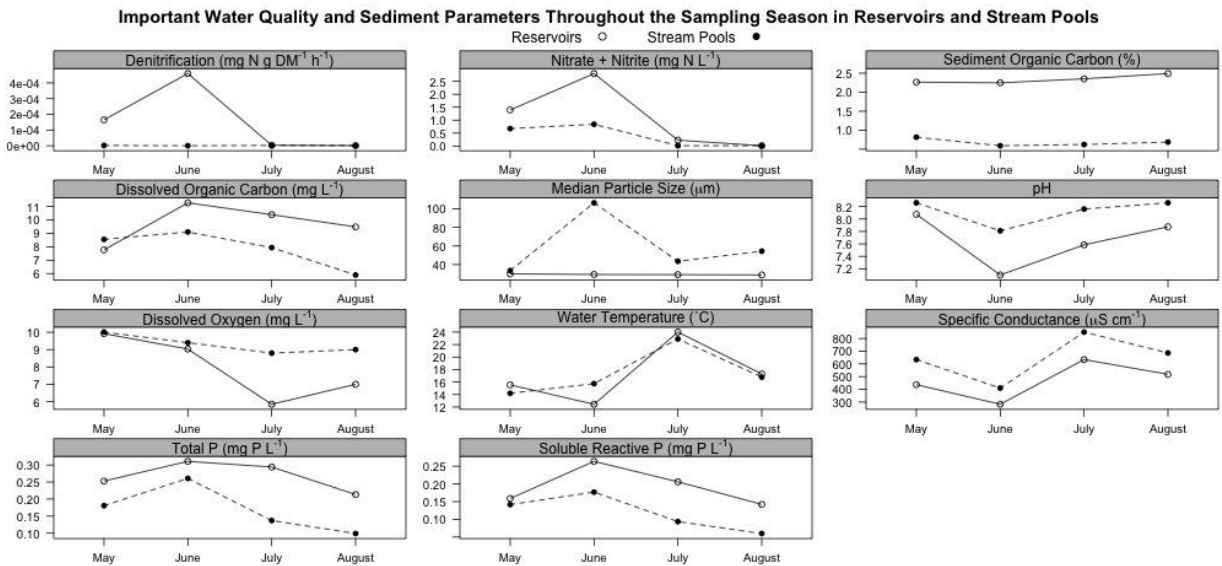 Important Water Quality and Sediment Parameters Throughout the Sampling Season in Reservoirs and Stream Pools
Reservoirs Stream Pools
Denitrification (mg N g DM⁻¹ h⁻¹)
4e-04
3e-04
2e-04
1e-04
0e+00
May June July August
Nitrate + Nitrite (mg N L⁻¹)
2.5
2.0
1.5
1.0
0.5
0.0
May June July August
Sediment Organic Carbon (%)
2.5
2.0
1.5
1.0
May June July August
Dissolved Organic Carbon (mg L⁻¹)
11
10
9
8
7
6
May June July August
Median Particle Size (μm)
100
80
60
40
May June July August
pH
8.2
8.0
7.8
7.6
7.4
7.2
May June July August
Dissolved Oxygen (mg L⁻¹)
10
9
8
7
6
May June July August
Water Temperature (°C)
24
22
20
18
16
14
12
May June July August
Specific Conductance (μS cm⁻¹)
800
700
600
500
400
300
May June July August
Total P (mg P L⁻¹)
0.30
0.25
0.20
0.15
0.10
May June July August
Soluble Reactive P (mg P L⁻¹)
0.25
0.20
0.15
0.10
May June July August